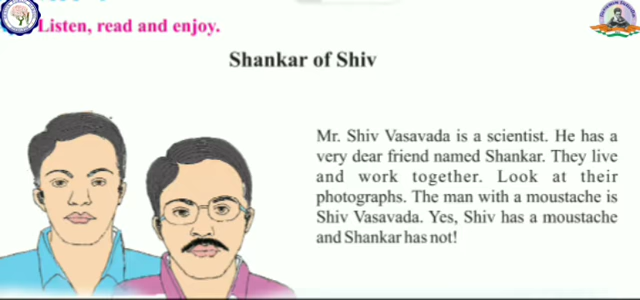 Listen, read and enjoy.
Shankar of Shiv
Mr. Shiv Vasavada is a scientist. He has a
very dear friend named Shankar. They live
and work together. Look at their
photographs. The man with a moustache is
Shiv Vasavada. Yes, Shiv has a moustache
and Shankar has not!